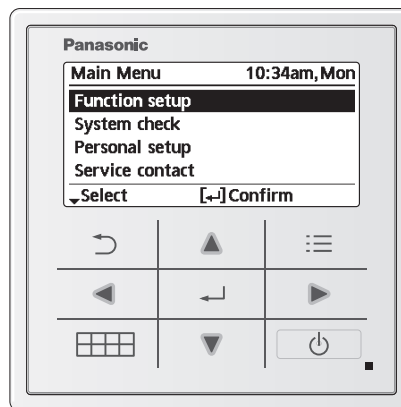 Panasonic
Main Menu 10:34am, Mon
Function setup
System check
Personal setup
Service contact
Select [↵] Confirm